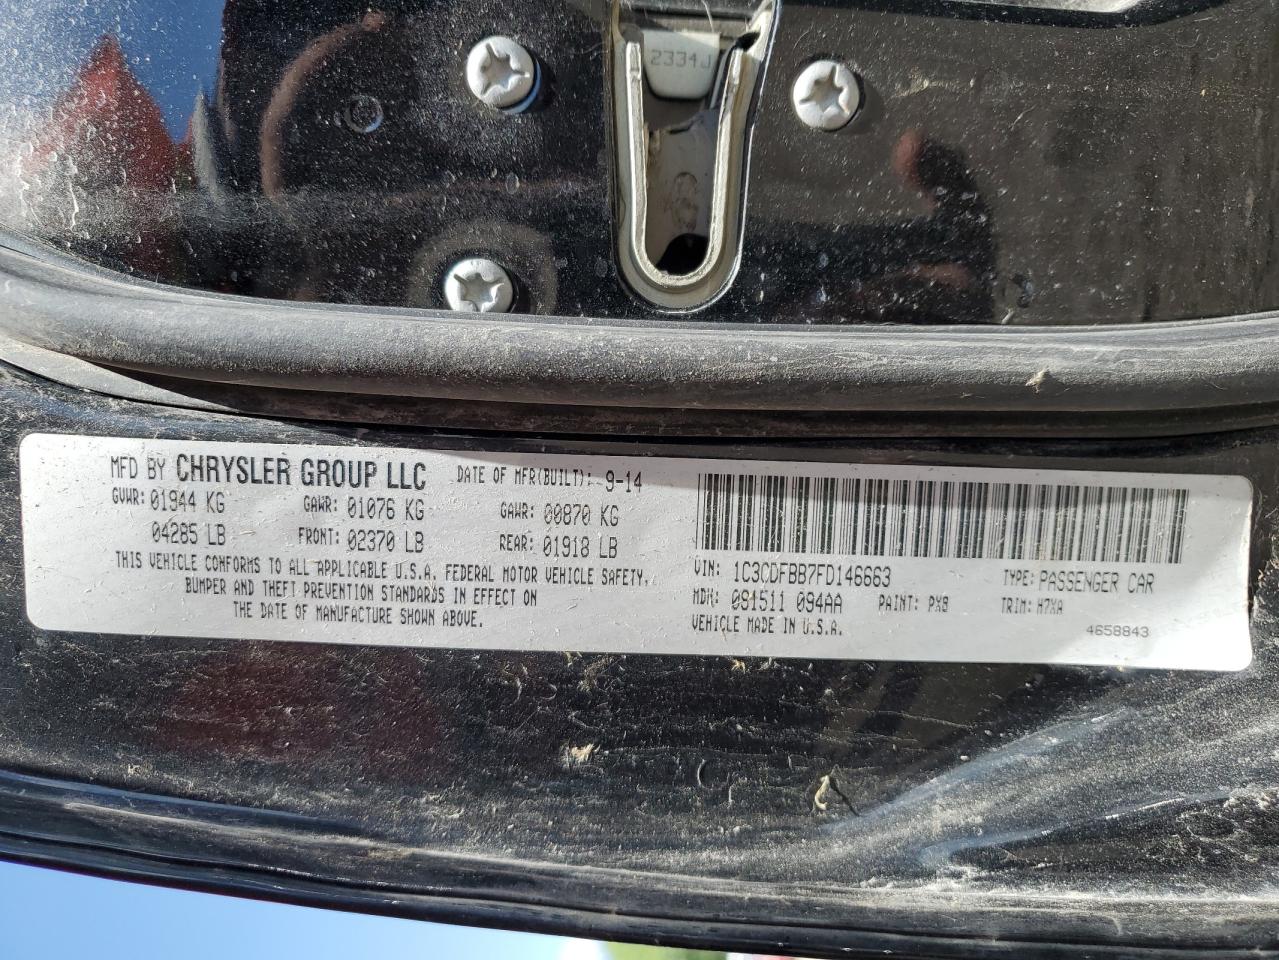 2334J
MFD BY CHRYSLER GROUP LLC DATE OF MFR(BUILT): 9-14
GVWR: 01944 KG GAWR: 01076 KG GAWR: 00870 KG
04285 LB FRONT: 02370 LB REAR: 01918 LB
THIS VEHICLE CONFORMS TO ALL APPLICABLE U.S.A. FEDERAL MOTOR VEHICLE SAFETY,
BUMPER AND THEFT PREVENTION STANDARDS IN EFFECT ON
THE DATE OF MANUFACTURE SHOWN ABOVE.
VIN: 1C3CDFBB7FD146663 TYPE: PASSENGER CAR
MDH: 091511 094AA PAINT: PX8 TRIM: H7XA
VEHICLE MADE IN U.S.A. 4658843